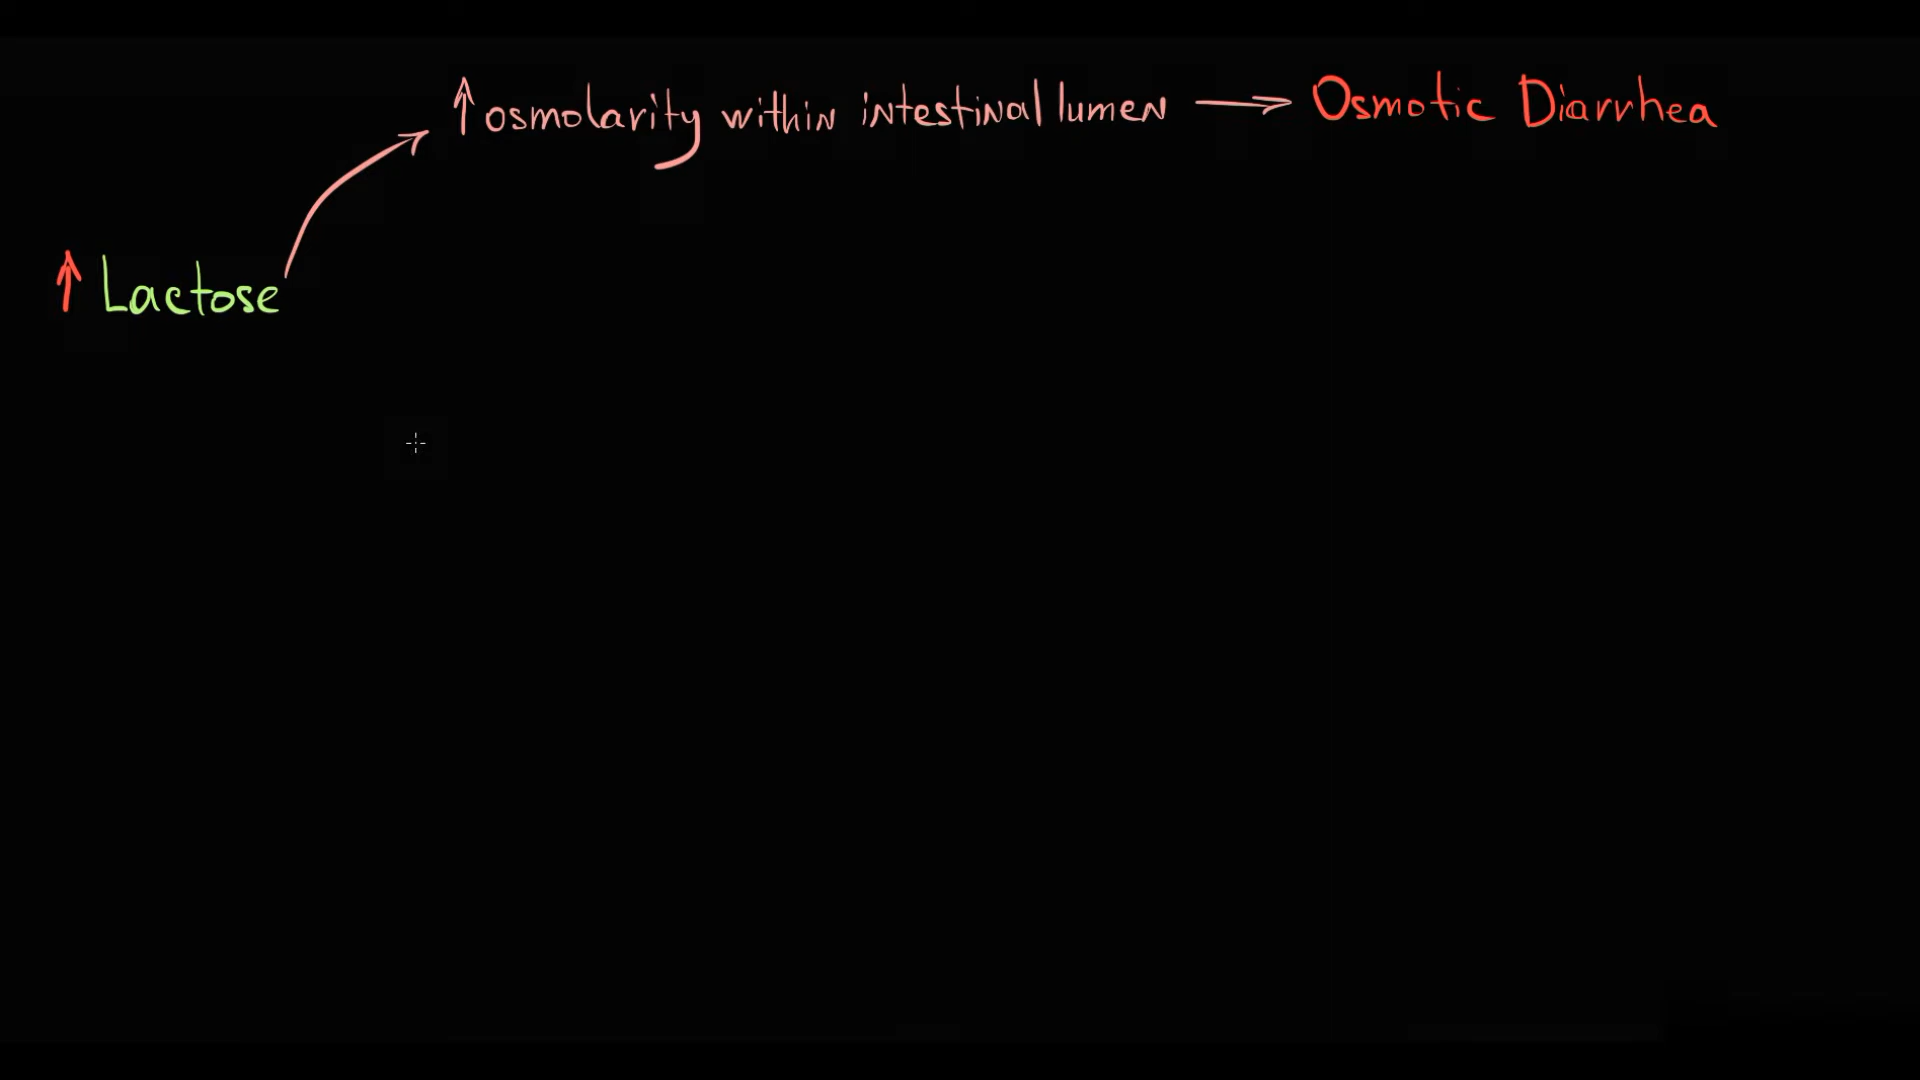 ↑ osmolarity within intestinal lumen → Osmotic Diarrhea
↑ Lactose